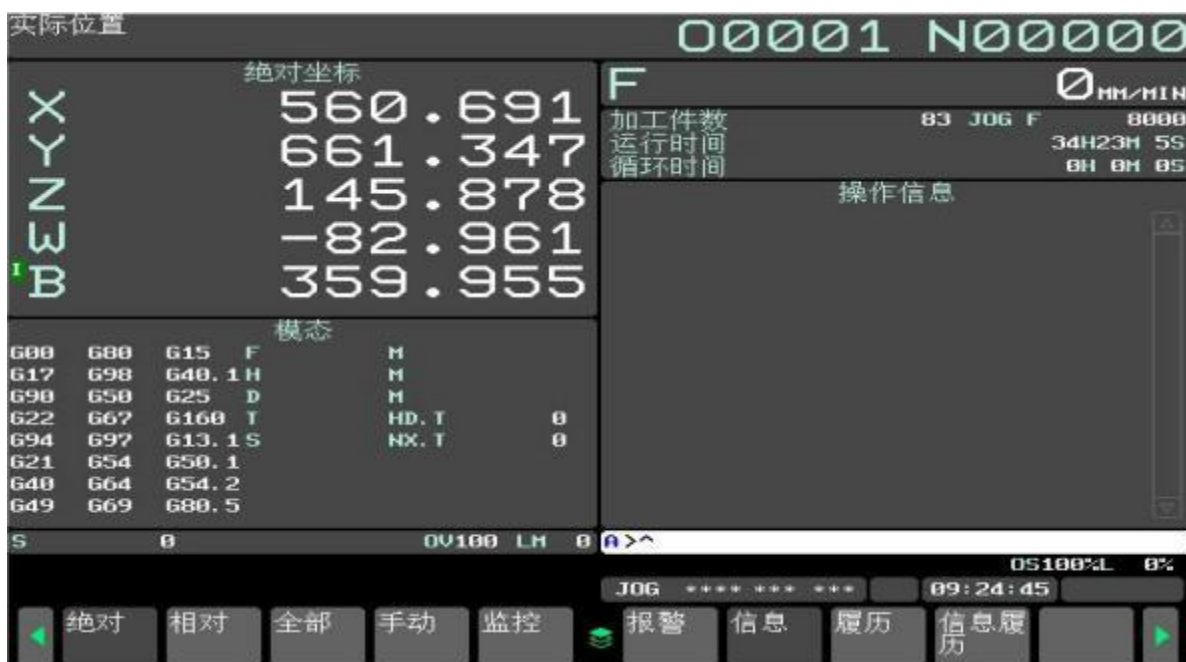 实际位置
O0001 N00000
绝对坐标
X 560.691
Y 661.347
Z 145.878
W -82.961
I B 359.955
F 0 MM/MIN
加工件数 83 JOG F 8000
运行时间 34H23M 5S
循环时间 0H 0M 0S
操作信息
模态
G00 G80 G15 F M
G17 G98 G40.1 H M
G90 G50 G25 D M
G22 G67 G160 T HD.T 0
G94 G97 G13.1 S NX.T 0
G21 G54 G50.1
G40 G64 G54.2
G49 G69 G80.5
S 0 OV100 LM 0
A>^
OS100%L 0%
JOG **** *** *** 09:24:45
绝对 相对 全部 手动 监控 报警 信息 履历 信息履历